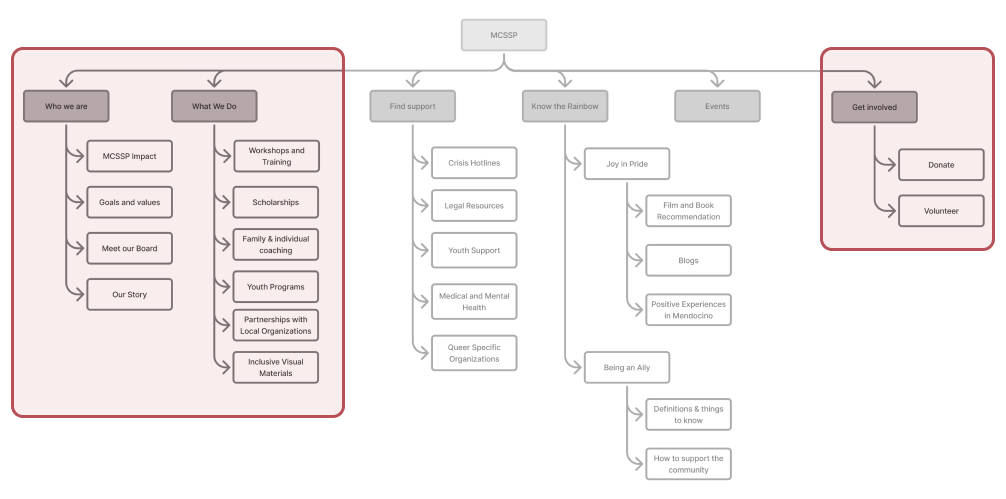 MCSSP
Who we are
MCSSP Impact
Goals and values
Meet our Board
Our Story
What We Do
Workshops and
Training
Scholarships
Family & individual
coaching
Youth Programs
Partnerships with
Local Organizations
Inclusive Visual
Materials
Find support
Crisis Hotlines
Legal Resources
Youth Support
Medical and Mental
Health
Queer Specific
Organizations
Know the Rainbow
Joy in Pride
Film and Book
Recommendation
Blogs
Positive Experiences
in Mendocino
Being an Ally
Definitions & things
to know
How to support the
community
Events
Get involved
Donate
Volunteer